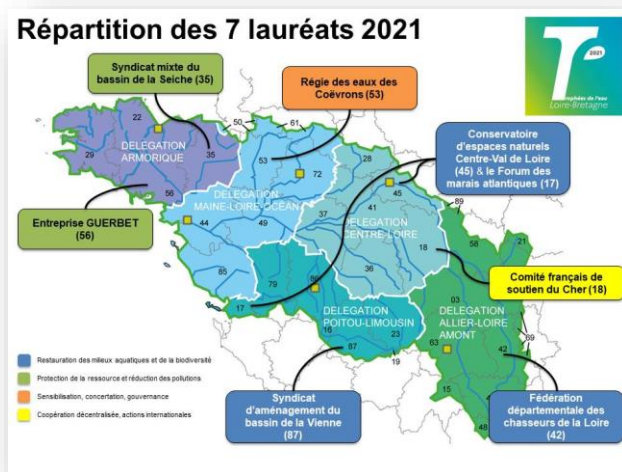 Répartition des 7 lauréats 2021
2021
Trophées de l'eau
Loire-Bretagne
Syndicat mixte du
bassin de la Seiche (35)
Régie des eaux des
Coëvrons (53)
Conservatoire
d'espaces naturels
Centre-Val de Loire
(45) & le Forum des
marais atlantiques (17)
Entreprise GUERBET
(56)
Comité français de
soutien du Cher (18)
Syndicat
d'aménagement du
bassin de la Vienne
(87)
Fédération
départementale des
chasseurs de la Loire
(42)
DELEGATION
ARMORIQUE
DELEGATION
MAINE-LOIRE-OCÉAN
DELEGATION
CENTRE-LOIRE
DELEGATION
POITOU-LIMOUSIN
DELEGATION
ALLIER-LOIRE
AMONT
22
29
35
56
50
61
53
72
44
49
85
28
45
41
37
18
36
89
58
21
79
86
17
16
23
87
19
03
63
42
69
15
48
Restauration des milieux aquatiques et de la biodiversité
Protection de la ressource et réduction des pollutions
Sensibilisation, concertation, gouvernance
Coopération décentralisée, actions internationales